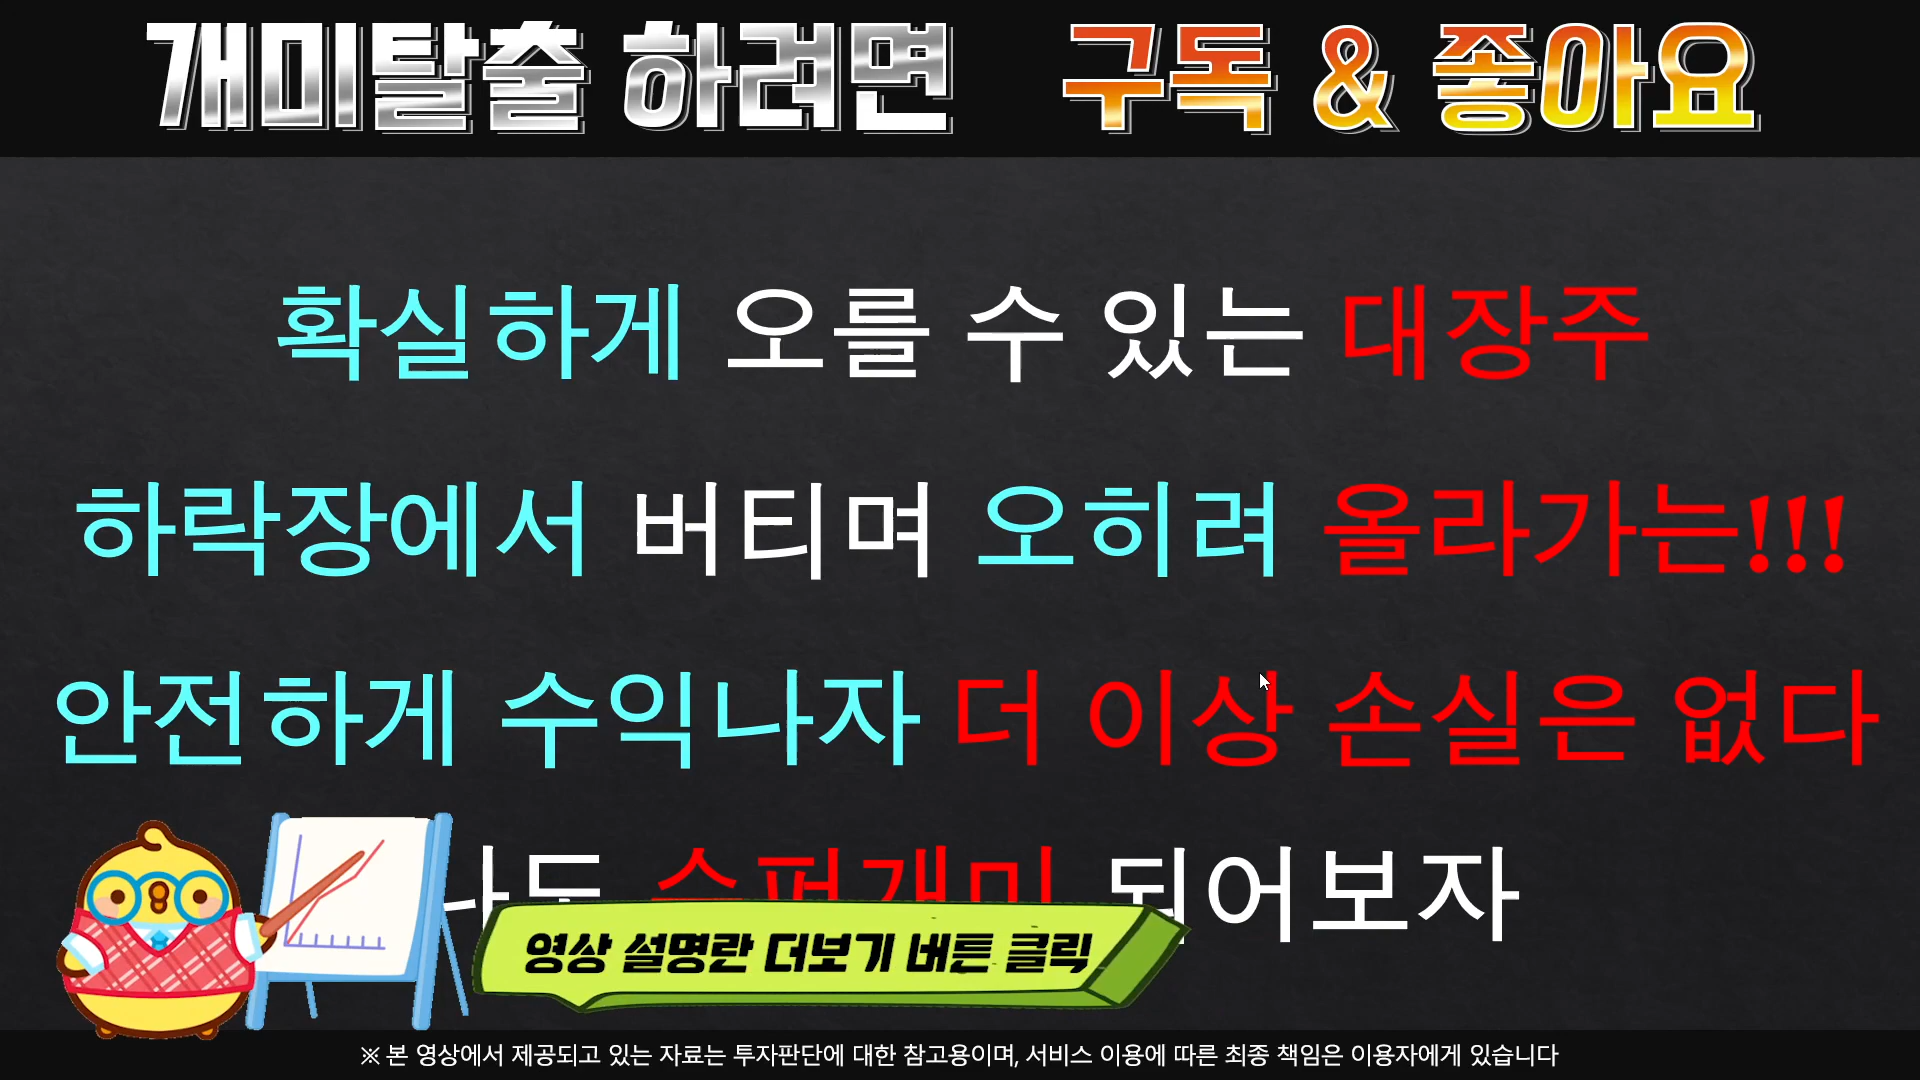 개미탈출 하려면 구독 & 좋아요
확실하게 오를 수 있는 대장주
하락장에서 버티며 오히려 올라가는!!!
안전하게 수익나자 더 이상 손실은 없다
슈퍼개미 되어보자
영상 설명란 더보기 버튼 클릭
※ 본 영상에서 제공되고 있는 자료는 투자판단에 대한 참고용이며, 서비스 이용에 따른 최종 책임은 이용자에게 있습니다